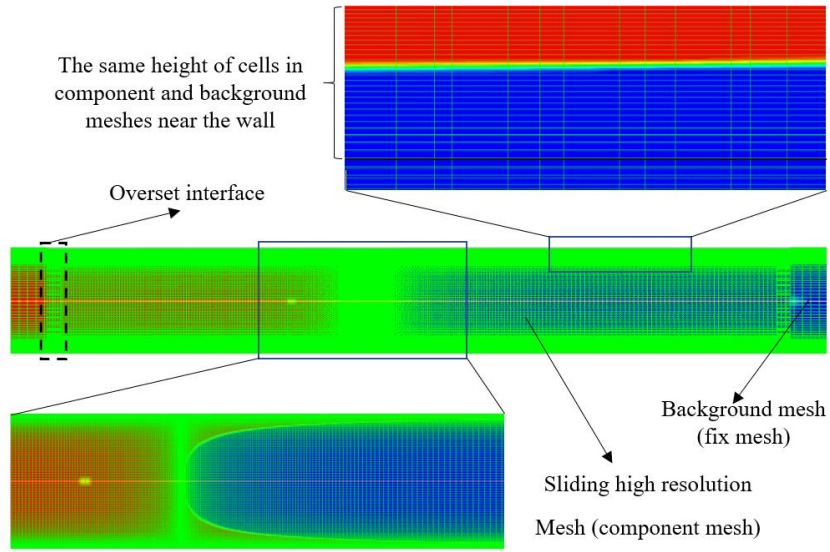 The same height of cells in
component and background
meshes near the wall
Overset interface
Background mesh
(fix mesh)
Sliding high resolution
Mesh (component mesh)